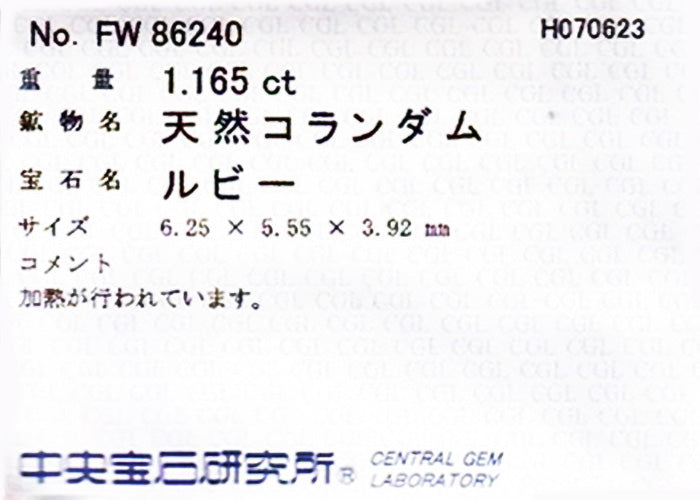 No. FW 86240 H070623
重量 1.165 ct
鉱物名 天然コランダム
宝石名 ルビー
サイズ 6.25 × 5.55 × 3.92 mm
コメント
加熱が行われています。
中央宝石研究所® CENTRAL GEM
LABORATORY